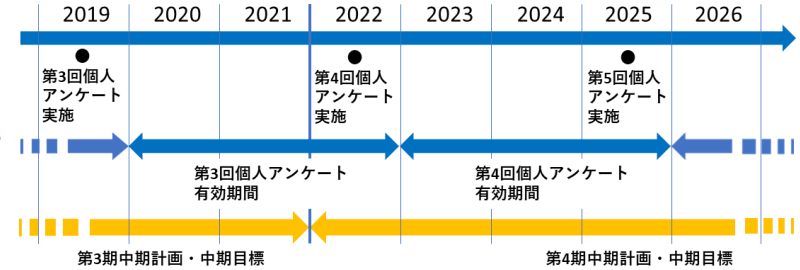 2019 2020 2021 2022 2023 2024 2025 2026
第3回個人
アンケート
実施
第4回個人
アンケート
実施
第5回個人
アンケート
実施
第3回個人アンケート
有効期間
第4回個人アンケート
有効期間
第3期中期計画・中期目標
第4期中期計画・中期目標